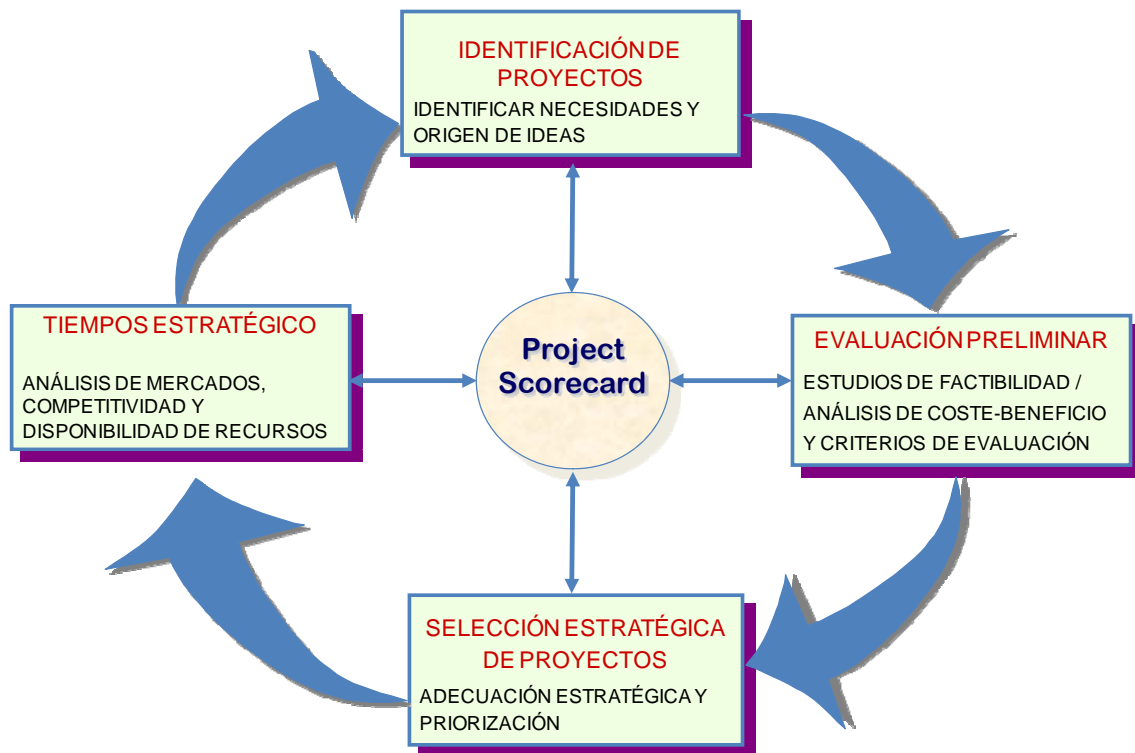 IDENTIFICACIÓN DE
PROYECTOS
IDENTIFICAR NECESIDADES Y
ORIGEN DE IDEAS
TIEMPOS ESTRATÉGICO
ANÁLISIS DE MERCADOS,
COMPETITIVIDAD Y
DISPONIBILIDAD DE RECURSOS
Project
Scorecard
EVALUACIÓN PRELIMINAR
ESTUDIOS DE FACTIBILIDAD /
ANÁLISIS DE COSTE-BENEFICIO
Y CRITERIOS DE EVALUACIÓN
SELECCIÓN ESTRATÉGICA
DE PROYECTOS
ADECUACIÓN ESTRATÉGICA Y
PRIORIZACIÓN